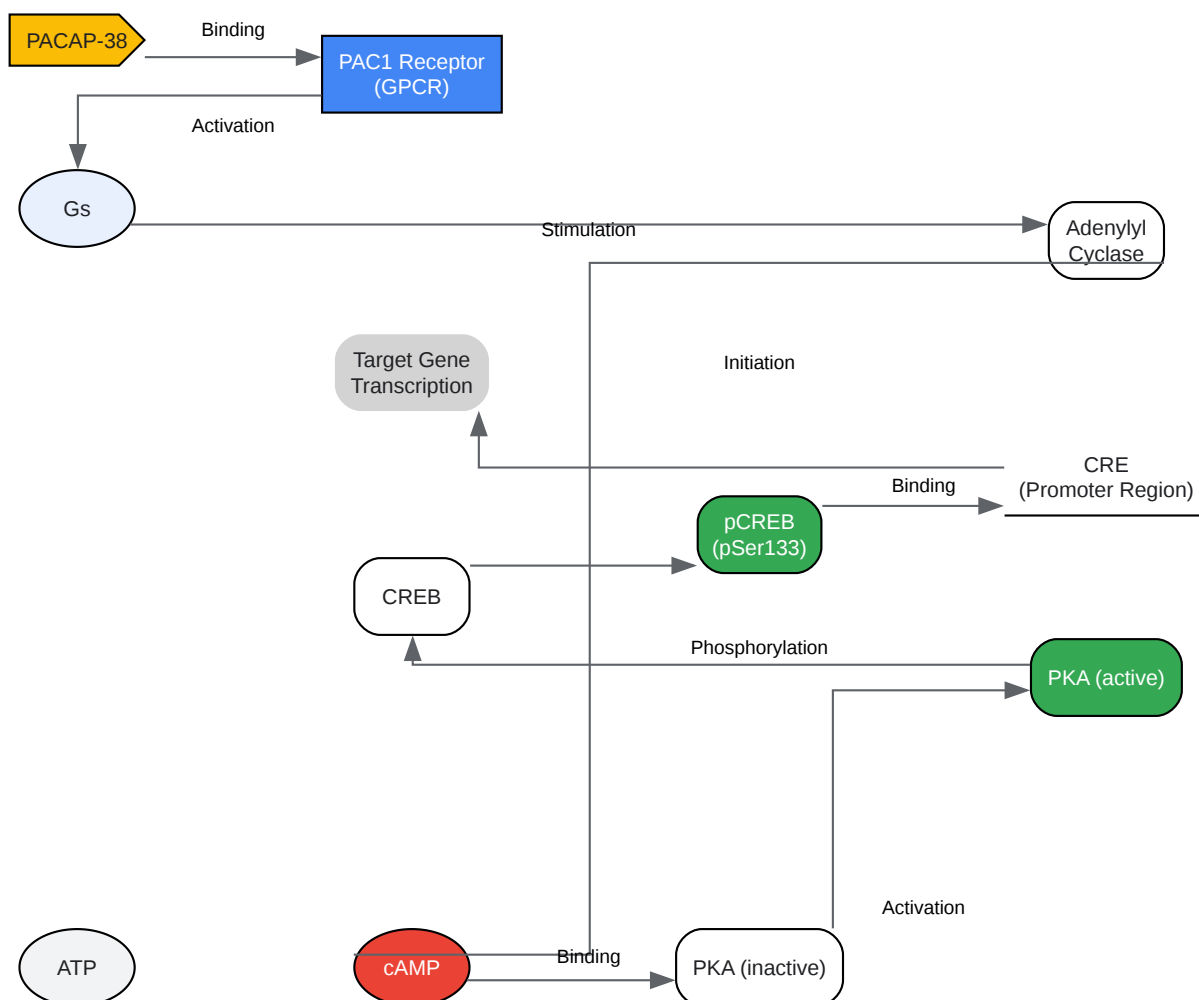 PACAP-38
Binding
PAC1 Receptor
(GPCR)
Activation
Gs
Stimulation
Adenylyl
Cyclase
Target Gene
Transcription
Initiation
CRE
(Promoter Region)
Binding
pCREB
(pSer133)
CREB
Phosphorylation
PKA (active)
Activation
ATP
cAMP
Binding
PKA (inactive)